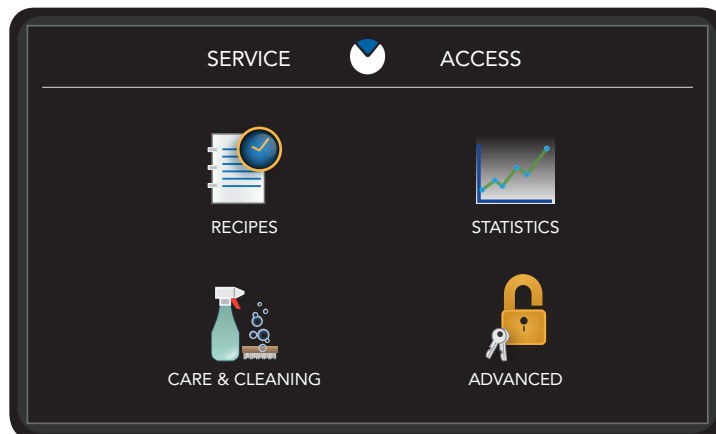 SERVICE ACCESS
RECIPES
STATISTICS
CARE & CLEANING
ADVANCED